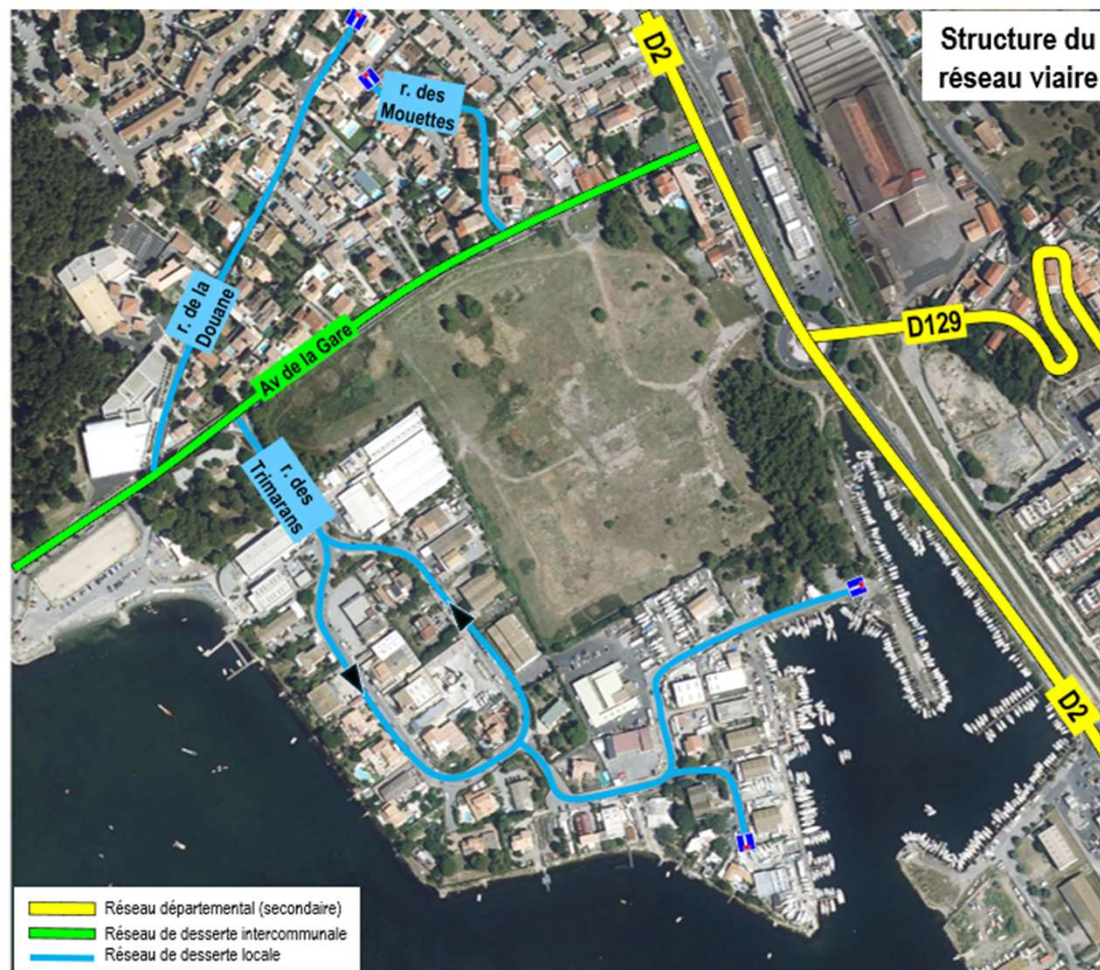 Structure du
réseau viaire
D2
r. des
Mouettes
r. de la
Douane
D129
Av de la Gare
r. des
Trimarans
D2
Réseau départemental (secondaire)
Réseau de desserte intercommunale
Réseau de desserte locale